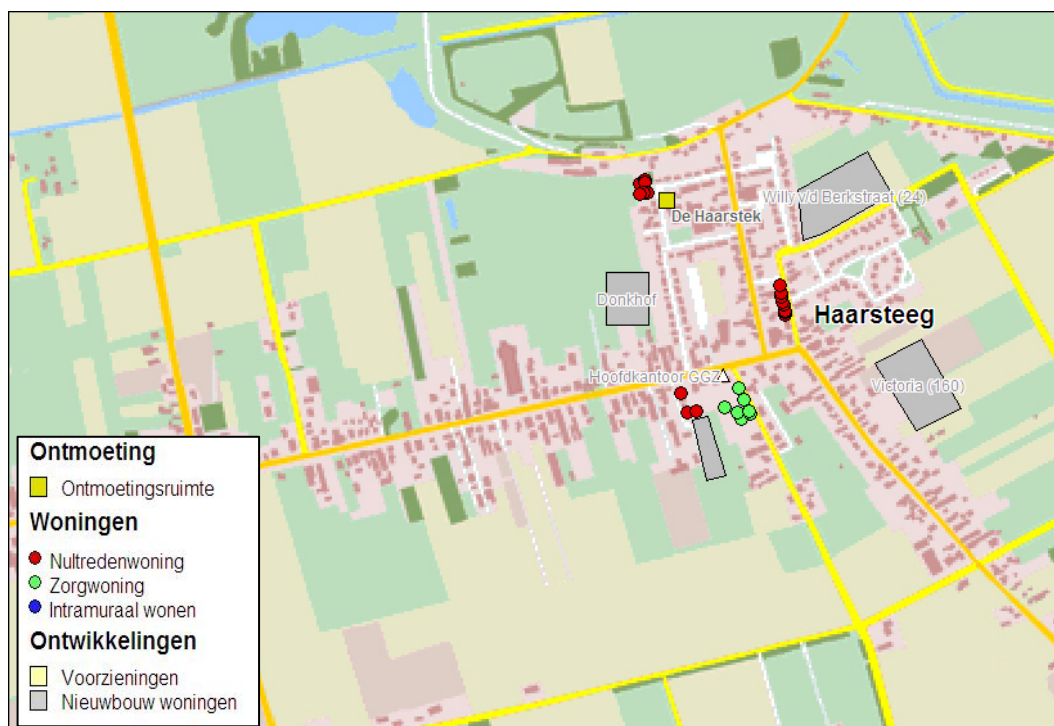 Willy v/d Berkstraat (24)
De Haarstek
Donkhof
Haarsteeg
Hoofdkantoor GGZ
Victoria (160)
Ontmoeting
Ontmoetingsruimte
Woningen
Nultredenwoning
Zorgwoning
Intramuraal wonen
Ontwikkelingen
Voorzieningen
Nieuwbouw woningen